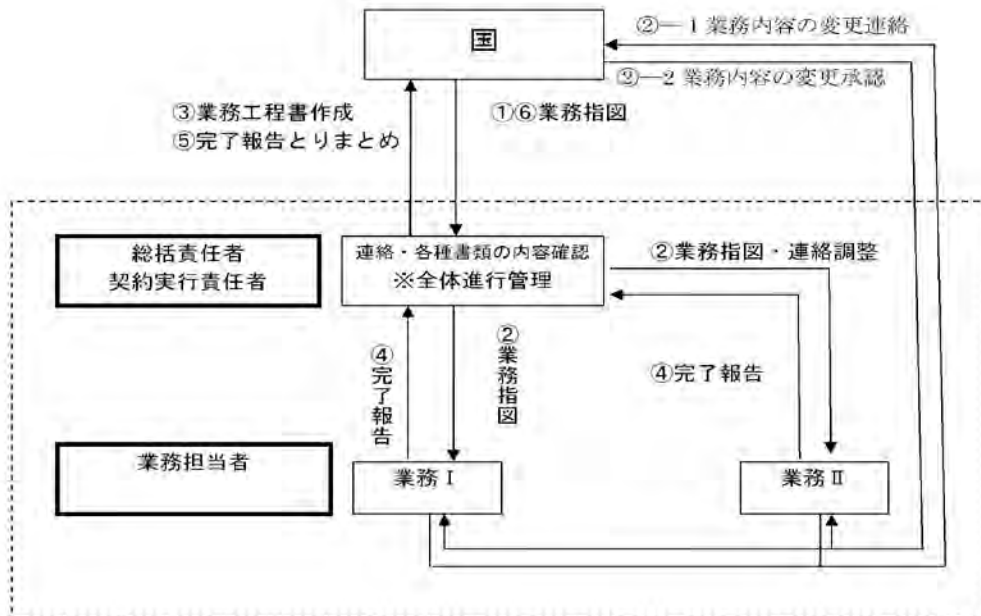 国
②―1 業務内容の変更連絡
②―2 業務内容の変更承認
③業務工程書作成
⑤完了報告とりまとめ
①⑥業務指図
総括責任者
契約実行責任者
連絡・各種書類の内容確認
※全体進行管理
②業務指図・連絡調整
④完了報告
②業務指図
④完了報告
業務担当者
業務Ⅰ
業務Ⅱ